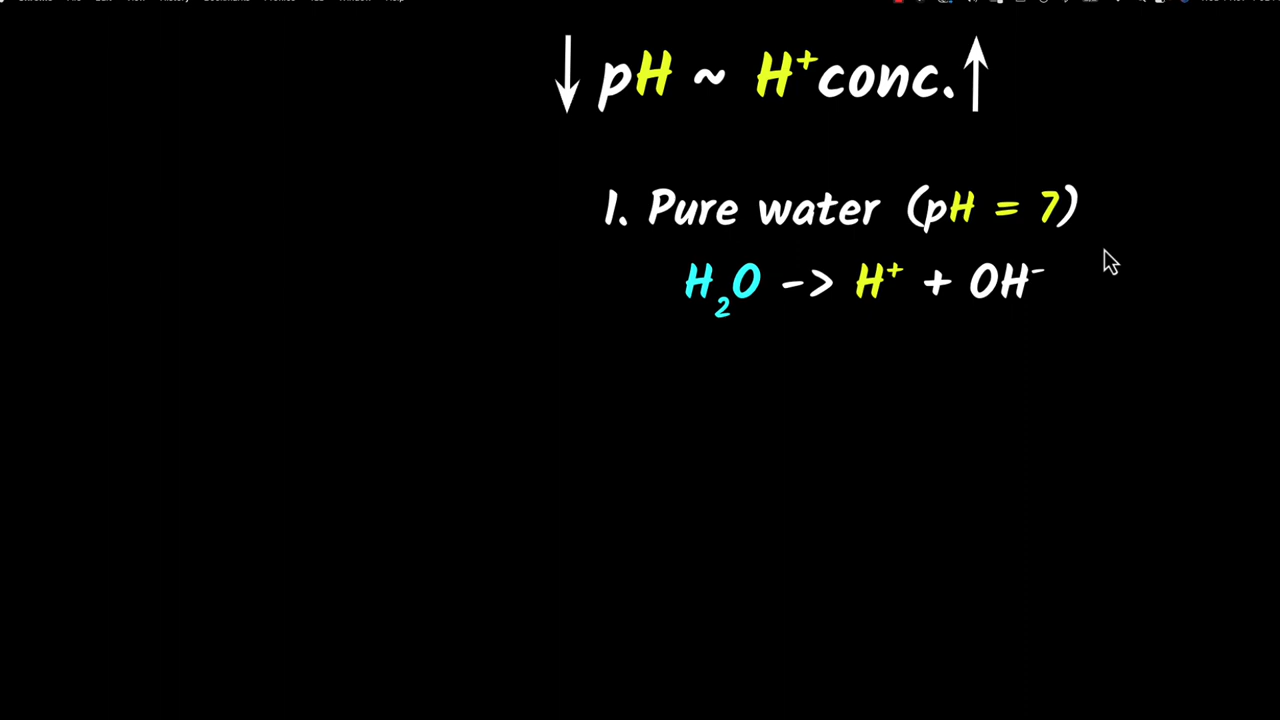 ↓ pH ~ H⁺ conc. ↑
1. Pure water (pH = 7)
H₂O -> H⁺ + OH⁻